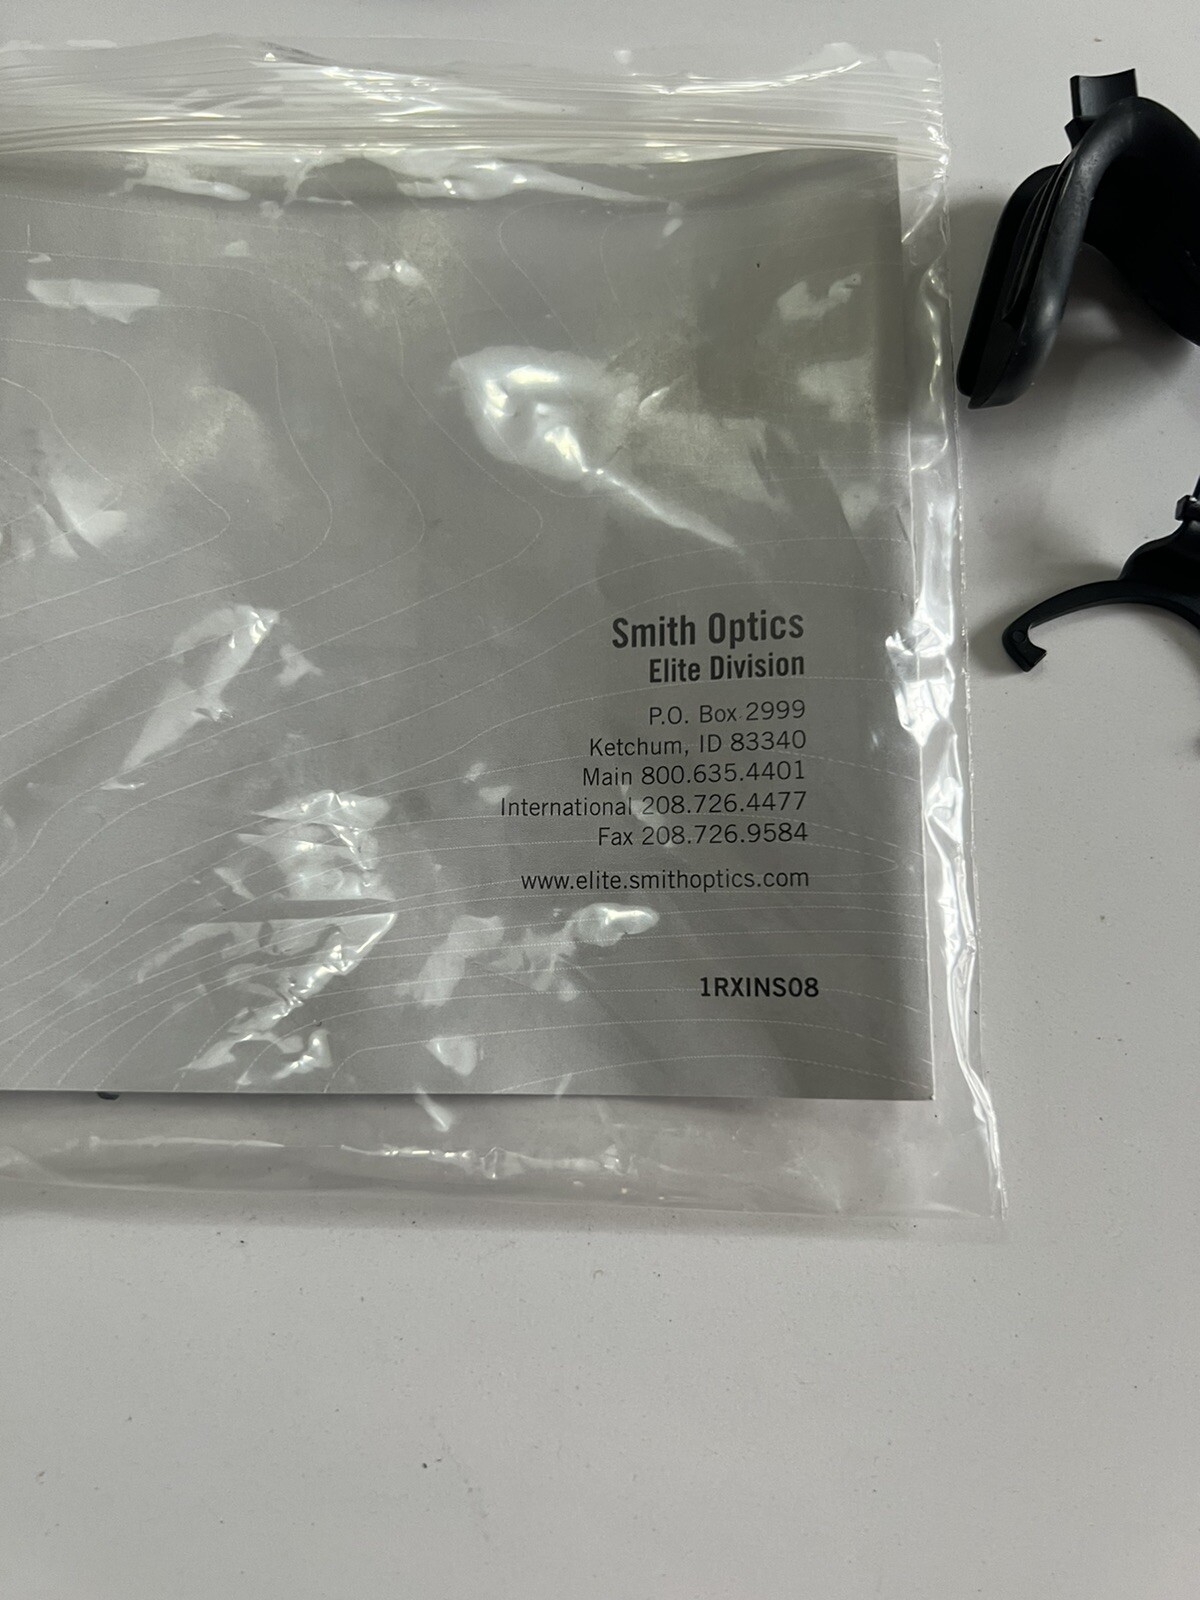 Smith Optics
Elite Division
P.O. Box 2999
Ketchum, ID 83340
Main 800.635.4401
International 208.726.4477
Fax 208.726.9584
www.elite.smithoptics.com
1RXINS08